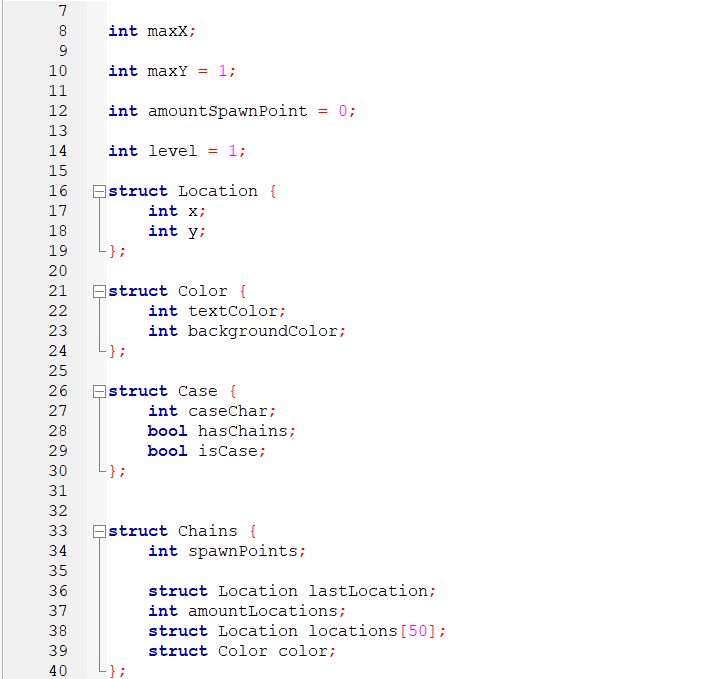 7
8 int maxX;
9
10 int maxY = 1;
11
12 int amountSpawnPoint = 0;
13
14 int level = 1;
15
16 struct Location {
17     int x;
18     int y;
19 };
20
21 struct Color {
22     int textColor;
23     int backgroundColor;
24 };
25
26 struct Case {
27     int caseChar;
28     bool hasChains;
29     bool isCase;
30 };
31
32
33 struct Chains {
34     int spawnPoints;
35
36     struct Location lastLocation;
37     int amountLocations;
38     struct Location locations[50];
39     struct Color color;
40 };